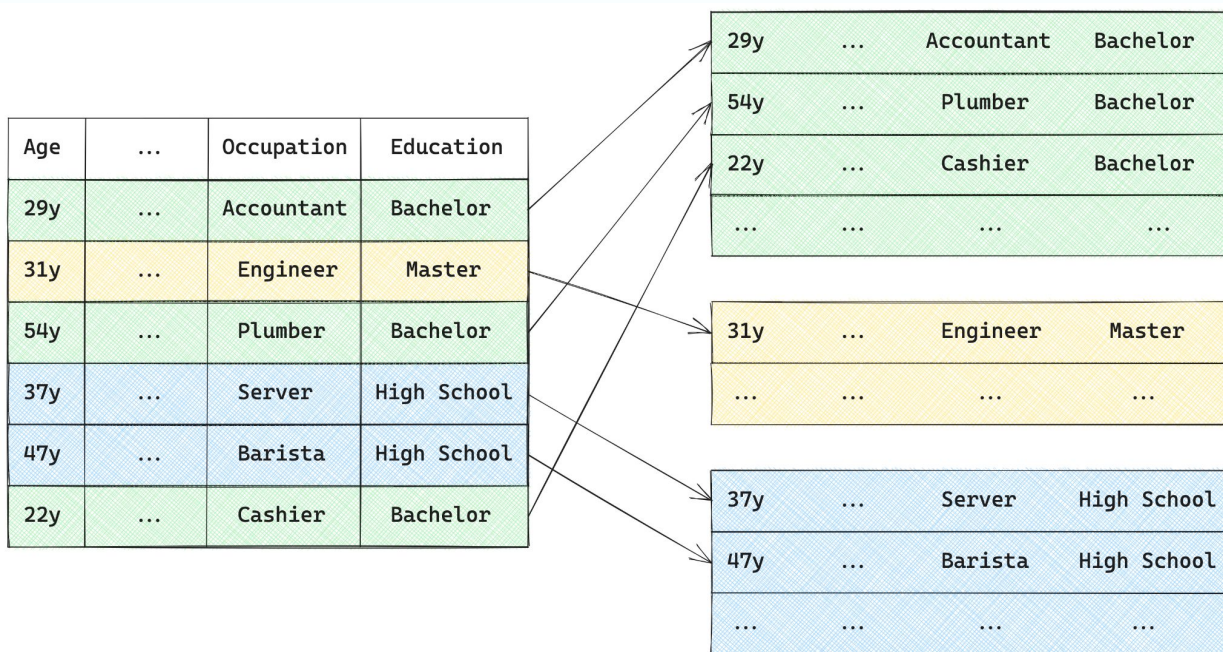 Age ... Occupation Education
29y ... Accountant Bachelor
31y ... Engineer Master
54y ... Plumber Bachelor
37y ... Server High School
47y ... Barista High School
22y ... Cashier Bachelor
29y ... Accountant Bachelor
54y ... Plumber Bachelor
22y ... Cashier Bachelor
... ... ... ...
31y ... Engineer Master
... ... ... ...
37y ... Server High School
47y ... Barista High School
... ... ... ...